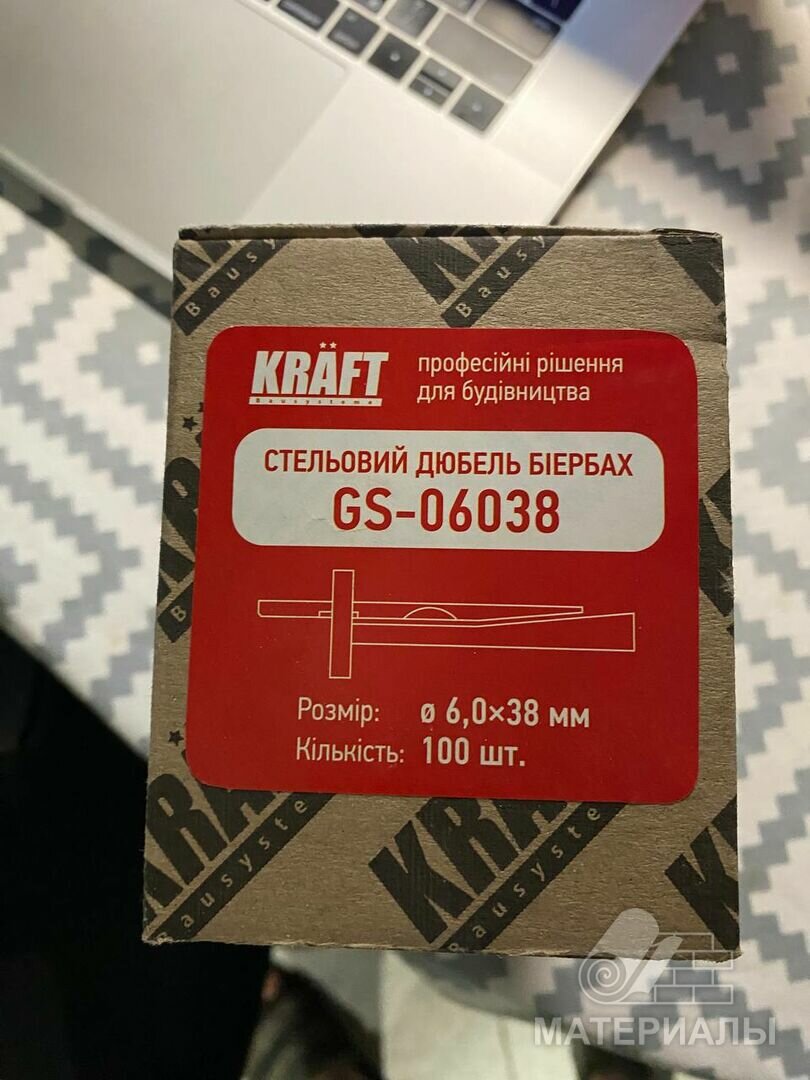 KRÄFT
Bausysteme
професійні рішення
для будівництва
СТЕЛЬОВИЙ ДЮБЕЛЬ БІЕРБАХ
GS-06038
Розмір: ø 6,0×38 мм
Кількість: 100 шт.
МАТЕРИАЛЫ